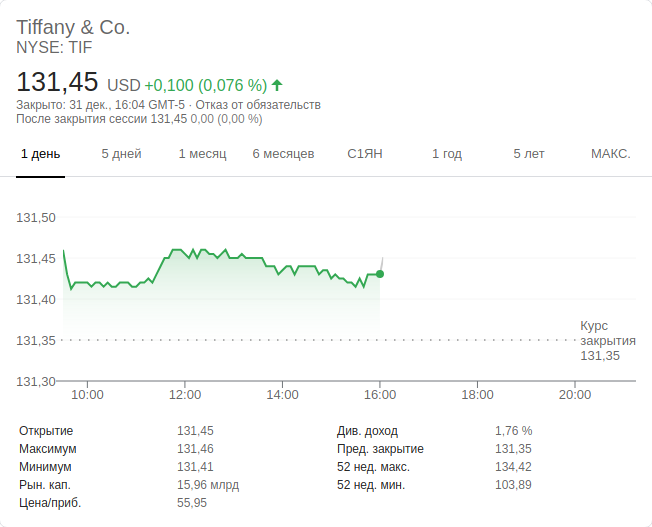 Tiffany & Co.
NYSE: TIF
131,45 USD +0,100 (0,076 %)
Закрыто: 31 дек., 16:04 GMT-5 · Отказ от обязательств
После закрытия сессии 131,45 0,00 (0,00 %)
1 день 5 дней 1 месяц 6 месяцев С1ЯН 1 год 5 лет МАКС.
131,50
131,45
131,40
131,35
131,30
Курс
закрытия
131,35
10:00 12:00 14:00 16:00 18:00 20:00
Открытие 131,45
Максимум 131,46
Минимум 131,41
Рын. кап. 15,96 млрд
Цена/приб. 55,95
Див. доход 1,76 %
Пред. закрытие 131,35
52 нед. макс. 134,42
52 нед. мин. 103,89